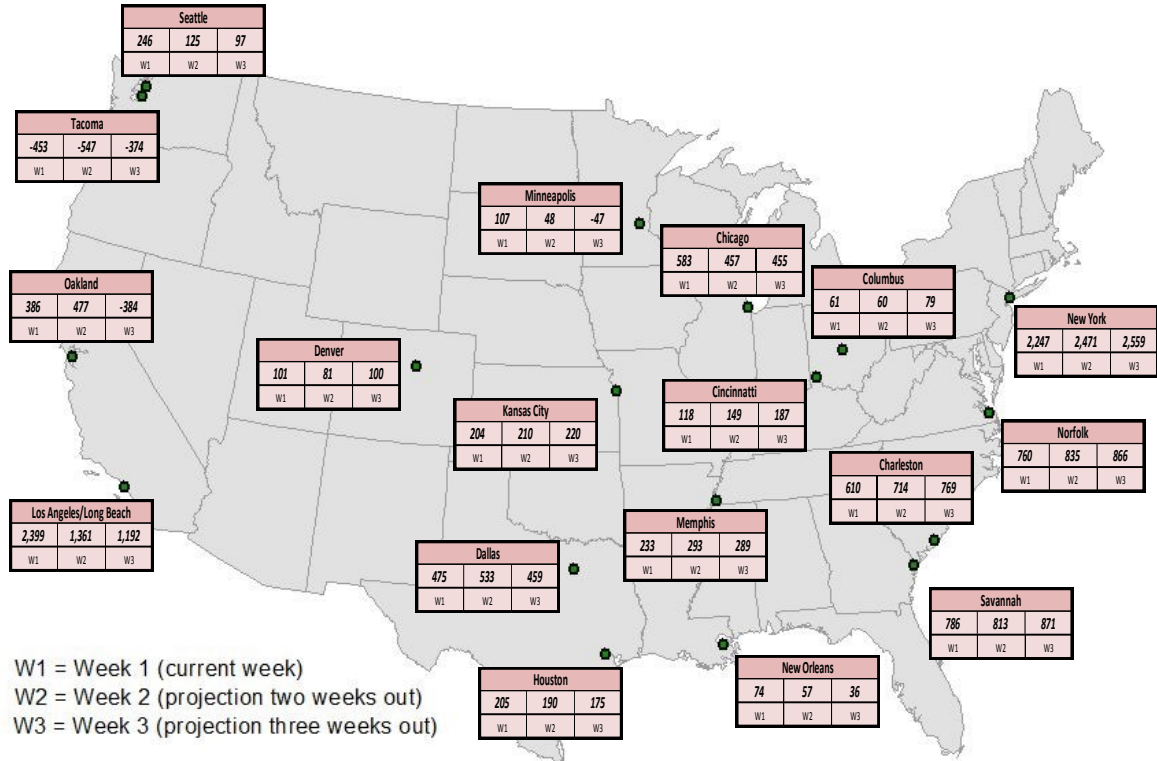 Seattle
246 125 97
W1 W2 W3
Tacoma
-453 -547 -374
W1 W2 W3
Minneapolis
107 48 -47
W1 W2 W3
Chicago
583 457 455
W1 W2 W3
Columbus
61 60 79
W1 W2 W3
Oakland
386 477 -384
W1 W2 W3
New York
2,247 2,471 2,559
W1 W2 W3
Denver
101 81 100
W1 W2 W3
Cincinnatti
118 149 187
W1 W2 W3
Kansas City
204 210 220
W1 W2 W3
Norfolk
760 835 866
W1 W2 W3
Charleston
610 714 769
W1 W2 W3
Los Angeles/Long Beach
2,399 1,361 1,192
W1 W2 W3
Memphis
233 293 289
W1 W2 W3
Dallas
475 533 459
W1 W2 W3
Savannah
786 813 871
W1 W2 W3
New Orleans
74 57 36
W1 W2 W3
Houston
205 190 175
W1 W2 W3
W1 = Week 1 (current week)
W2 = Week 2 (projection two weeks out)
W3 = Week 3 (projection three weeks out)